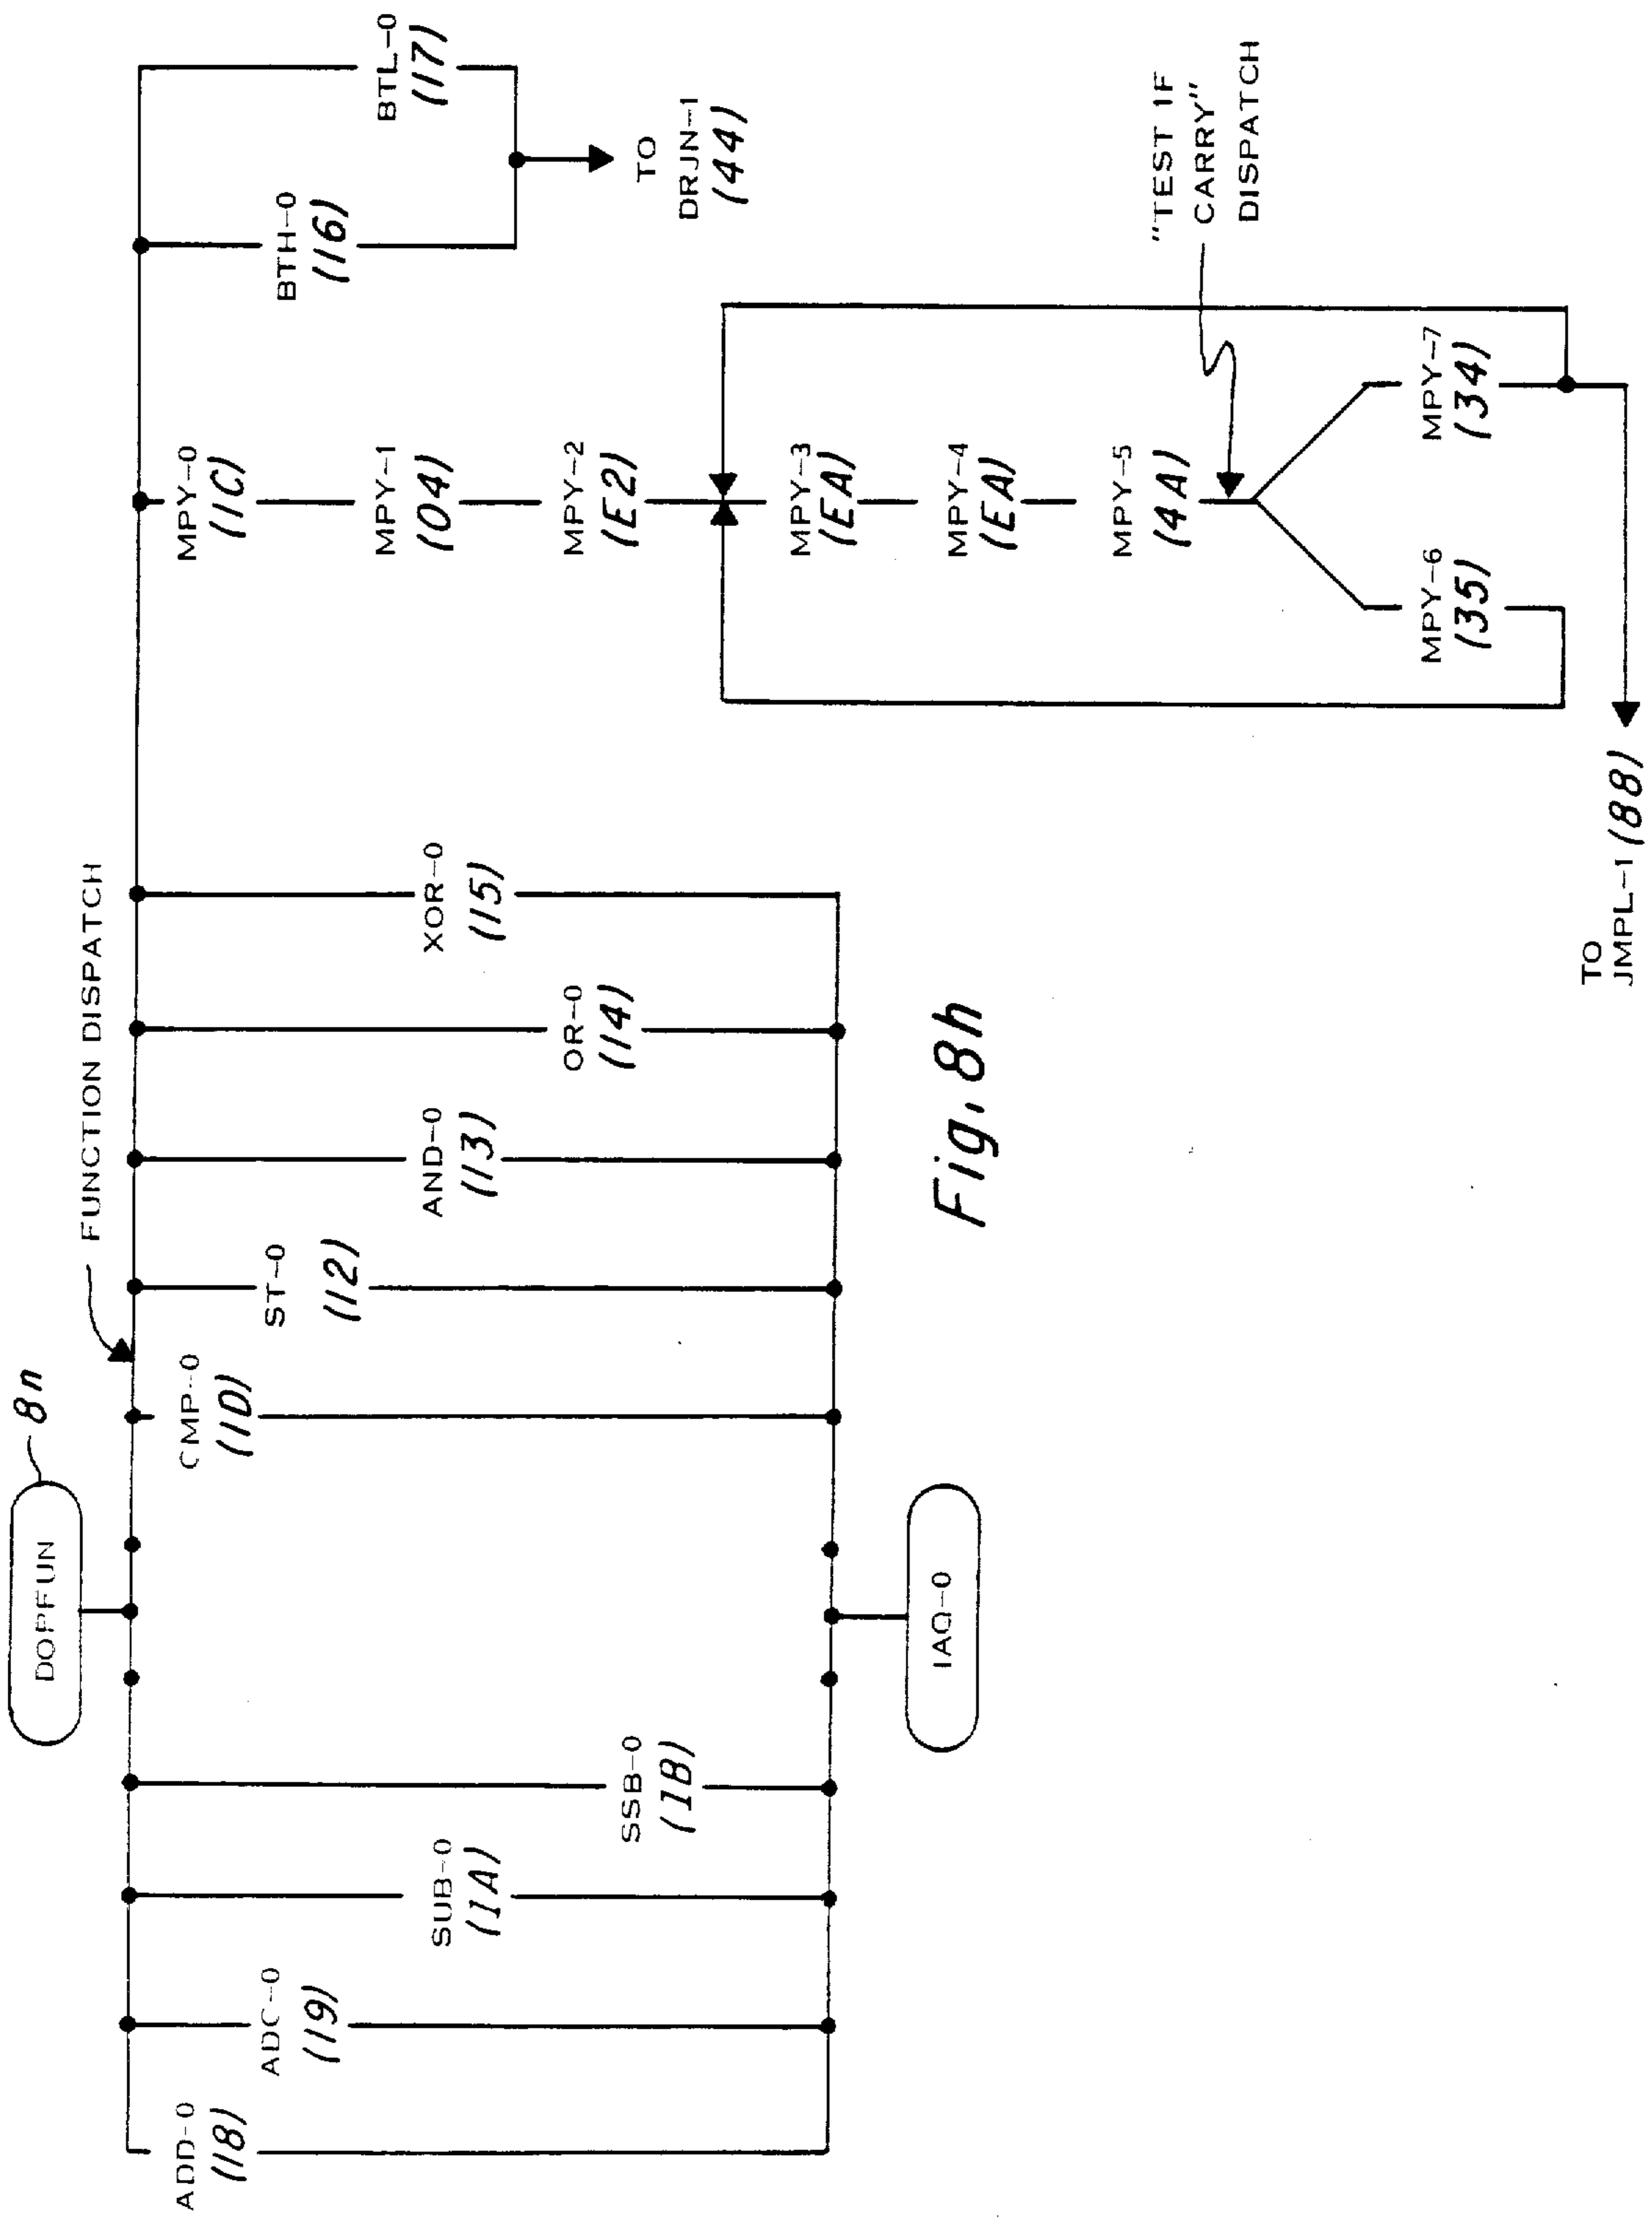 DOPFUN
8n
FUNCTION DISPATCH
ADD-0
(18)
ADC-0
(19)
SUB-0
(1A)
SSB-0
(1B)
CMP-0
(1D)
ST-0
(12)
AND-0
(13)
OR-0
(14)
XOR-0
(15)
IAQ-0
MPY-0
(1C)
MPY-1
(04)
MPY-2
(E2)
MPY-3
(EA)
MPY-4
(EA)
MPY-5
(4A)
"TEST IF
CARRY"
DISPATCH
MPY-6
(35)
MPY-7
(34)
TO
JMPL-1 (88)
BTH-0
(16)
BTL-0
(17)
TO
DRJN-1
(44)
Fig. 8h